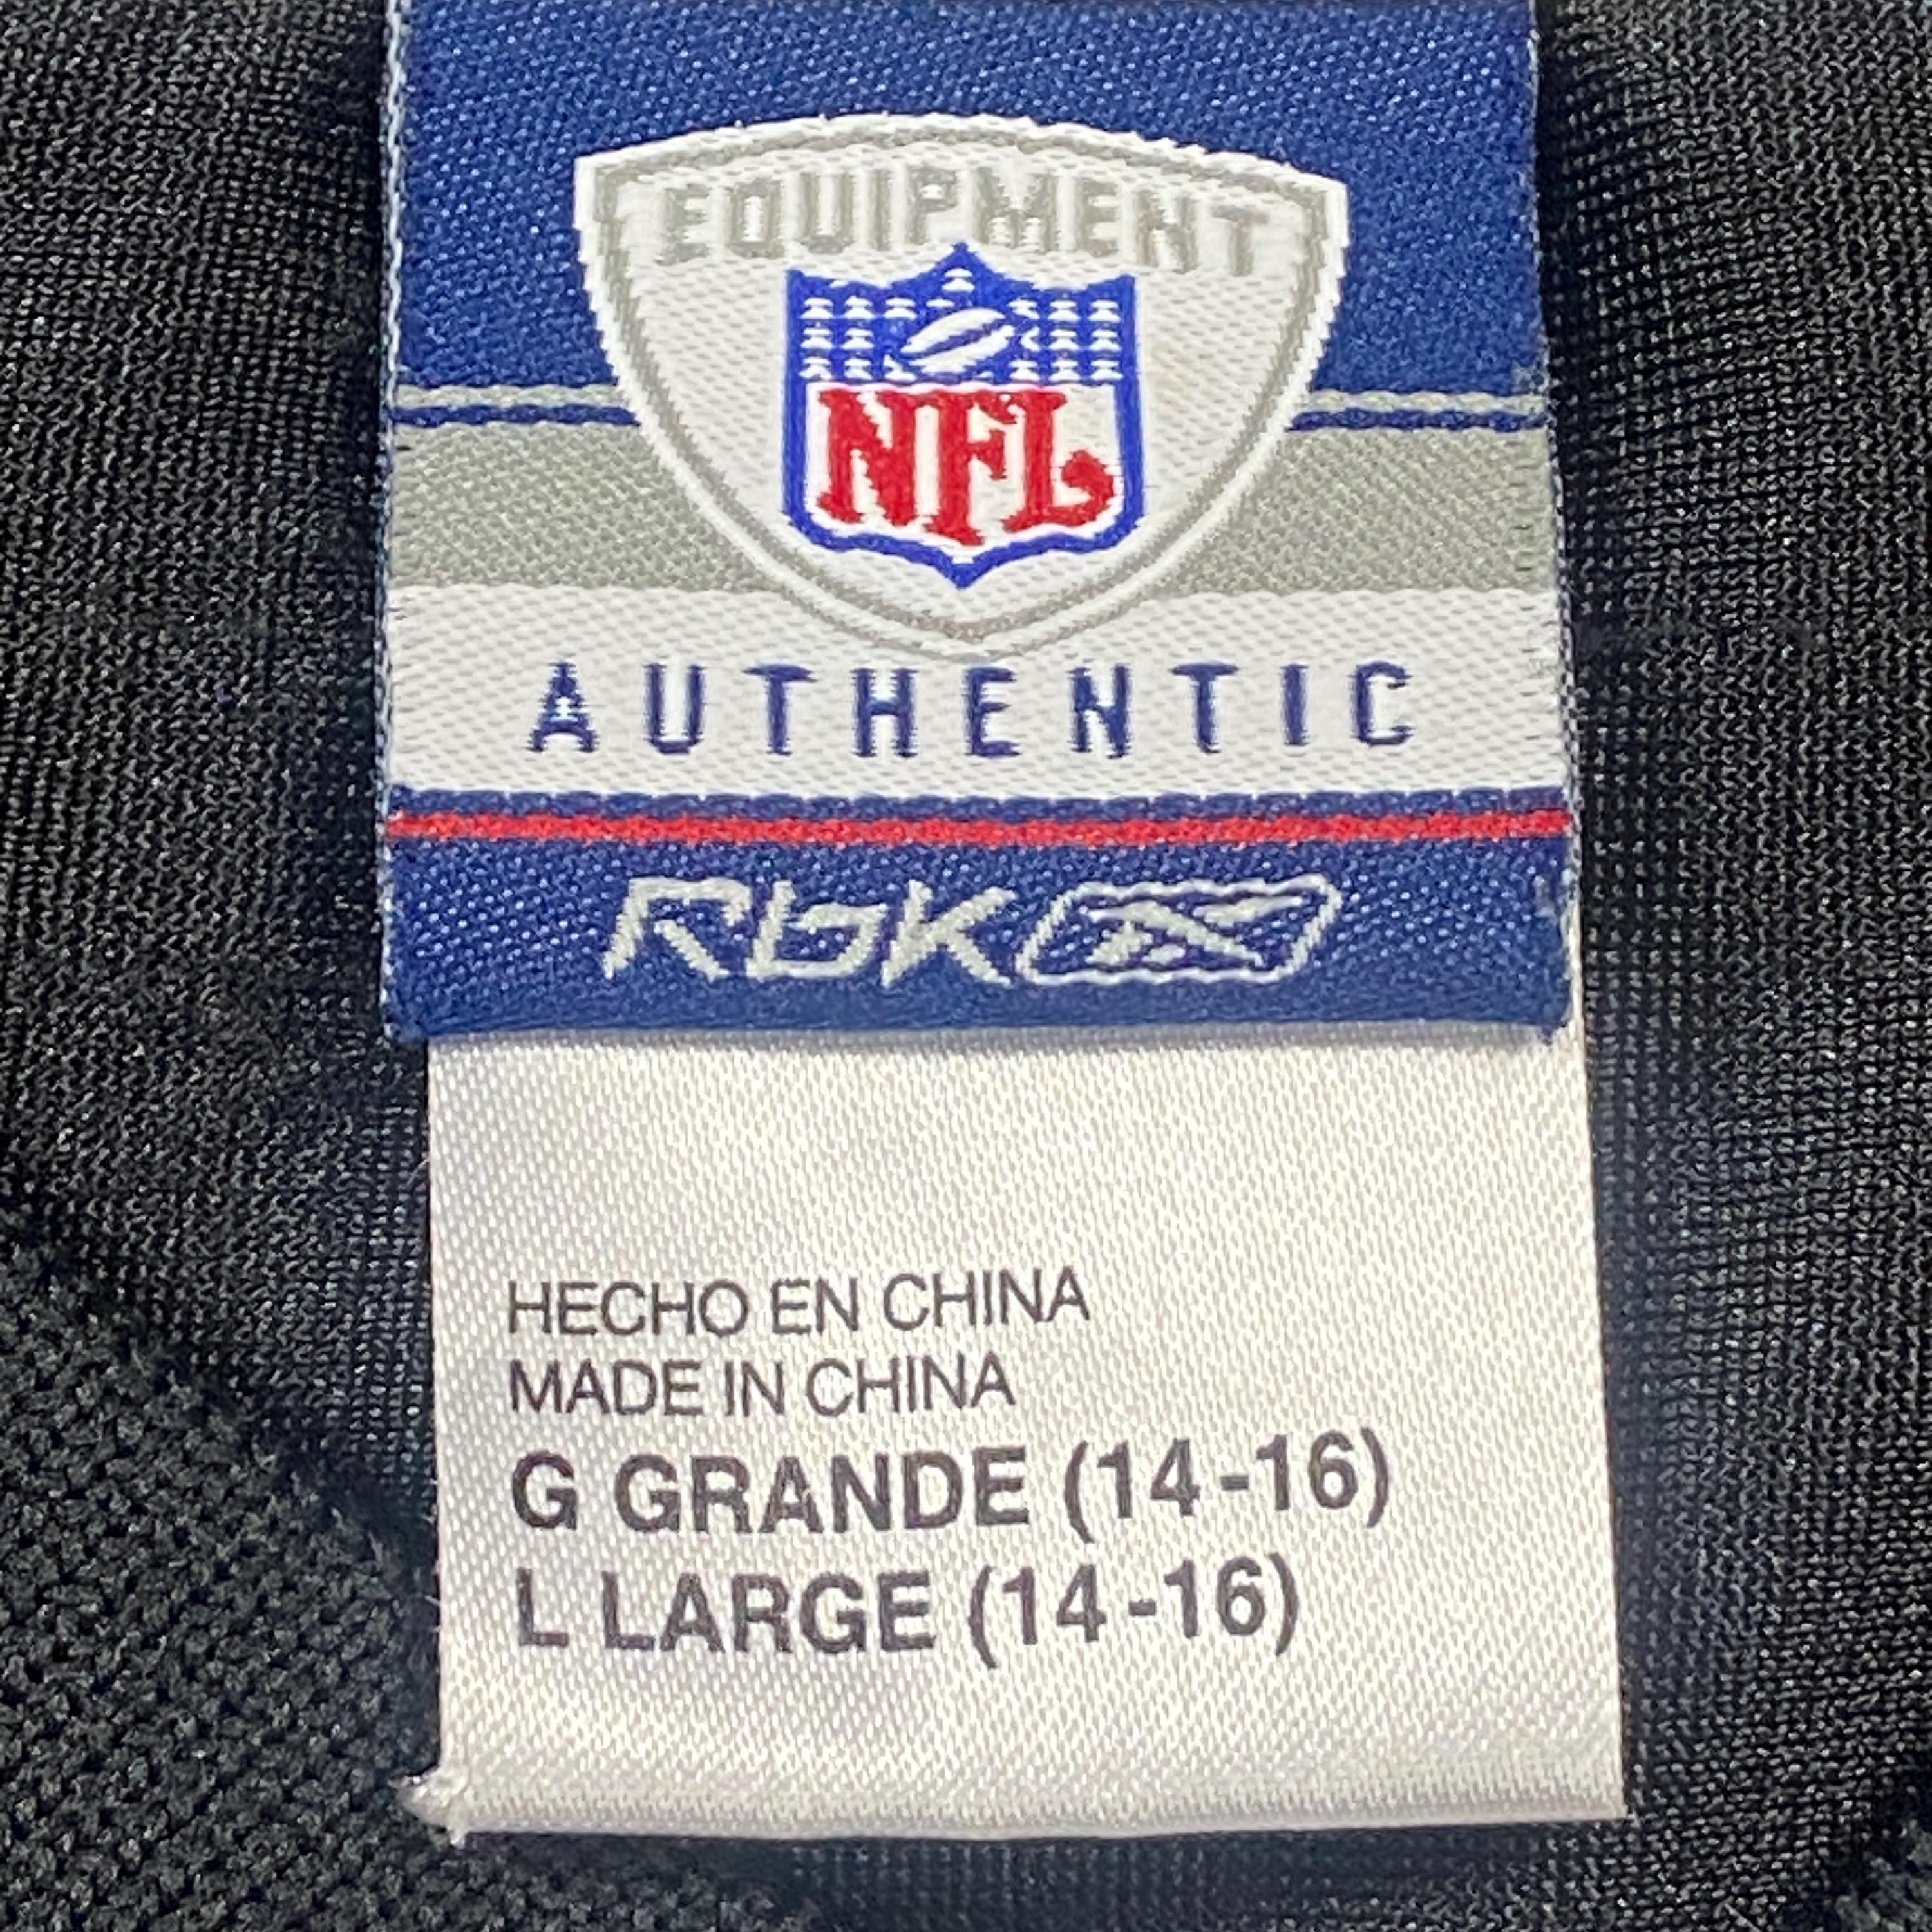 EQUIPMENT
NFL
AUTHENTIC
Rbk
HECHO EN CHINA
MADE IN CHINA
G GRANDE (14-16)
L LARGE (14-16)